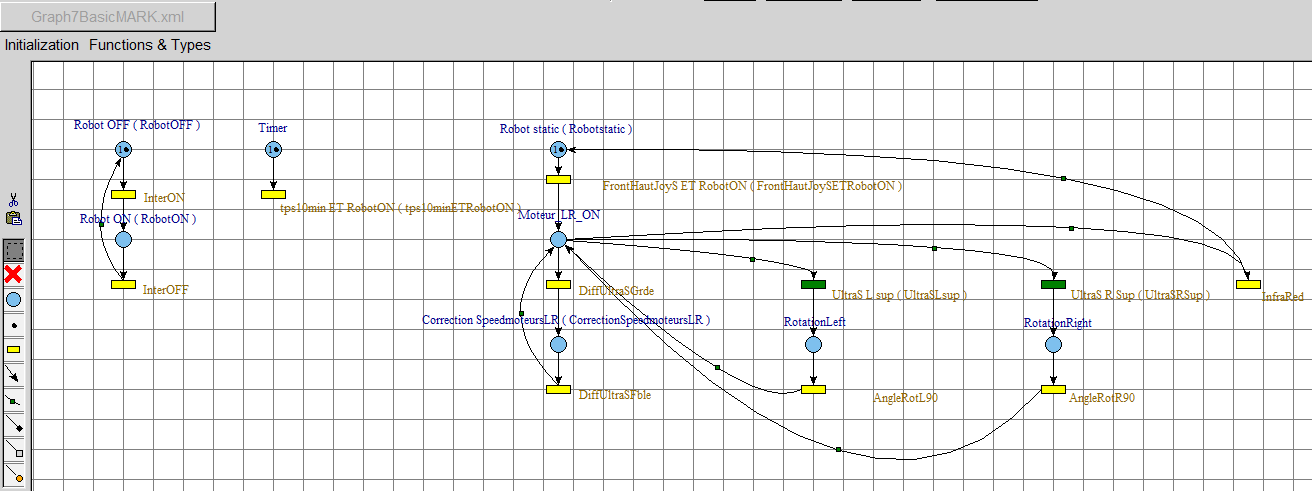 Graph7BasicMARK.xml
Initialization Functions & Types
Robot OFF ( RobotOFF )
Timer
Robot static ( Robotstatic )
1
1
1
InterON
FrontHautJoyS ET RobotON ( FrontHautJoySETRobotON )
tps10min ET RobotON ( tps10minETRobotON )
Robot ON ( RobotON )
Moteur_LR_ON
InterOFF
DiffUltraSGrde
UltraS L sup ( UltraSLsup )
UltraS R Sup ( UltraSRSup )
InfraRed
Correction SpeedmoteursLR ( CorrectionSpeedmoteursLR )
RotationLeft
RotationRight
DiffUltraSFble
AngleRotL90
AngleRotR90